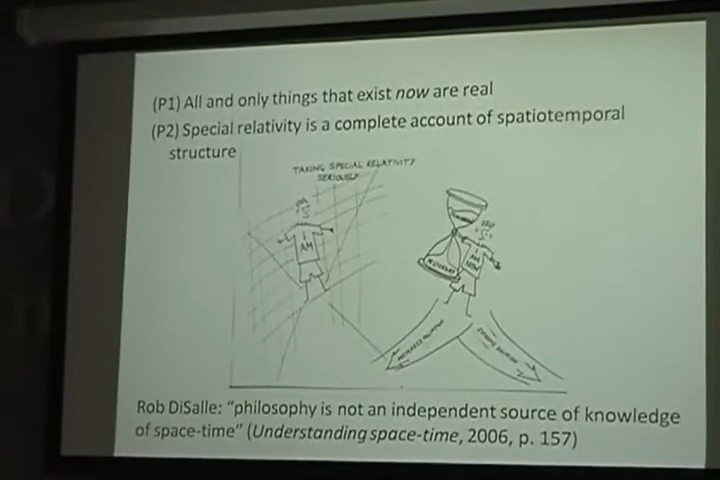 (P1) All and only things that exist now are real
(P2) Special relativity is a complete account of spatiotemporal
structure
TAKING SPECIAL RELATIVITY
SERIOUSLY
I
AM
I AM
NOW
Rob DiSalle: “philosophy is not an independent source of knowledge
of space-time” (Understanding space-time, 2006, p. 157)